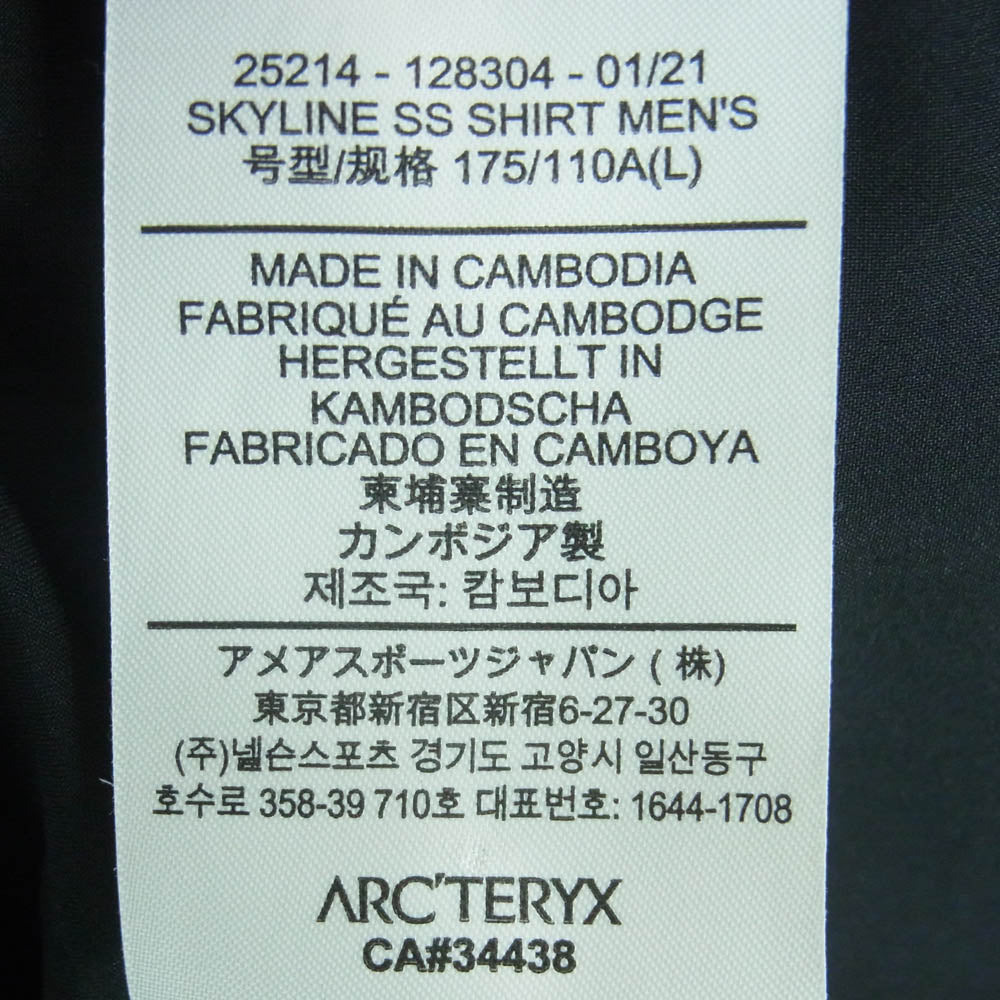 25214 - 128304 - 01/21
SKYLINE SS SHIRT MEN'S
号型/规格 175/110A(L)
MADE IN CAMBODIA
FABRIQUÉ AU CAMBODGE
HERGESTELLT IN
KAMBODSCHA
FABRICADO EN CAMBOYA
柬埔寨制造
カンボジア製
제조국: 캄보디아
アメアスポーツジャパン ( 株)
東京都新宿区新宿6-27-30
(주)넬슨스포츠 경기도 고양시 일산동구
호수로 358-39 710호 대표번호: 1644-1708
ARC'TERYX
CA#34438